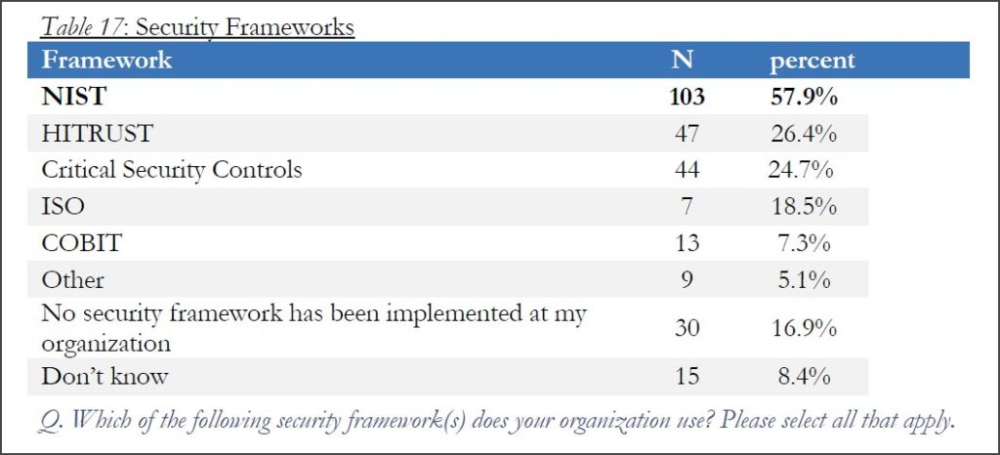 Table 17: Security Frameworks
Framework N percent
NIST 103 57.9%
HITRUST 47 26.4%
Critical Security Controls 44 24.7%
ISO 7 18.5%
COBIT 13 7.3%
Other 9 5.1%
No security framework has been implemented at my
organization 30 16.9%
Don’t know 15 8.4%
Q. Which of the following security framework(s) does your organization use? Please select all that apply.